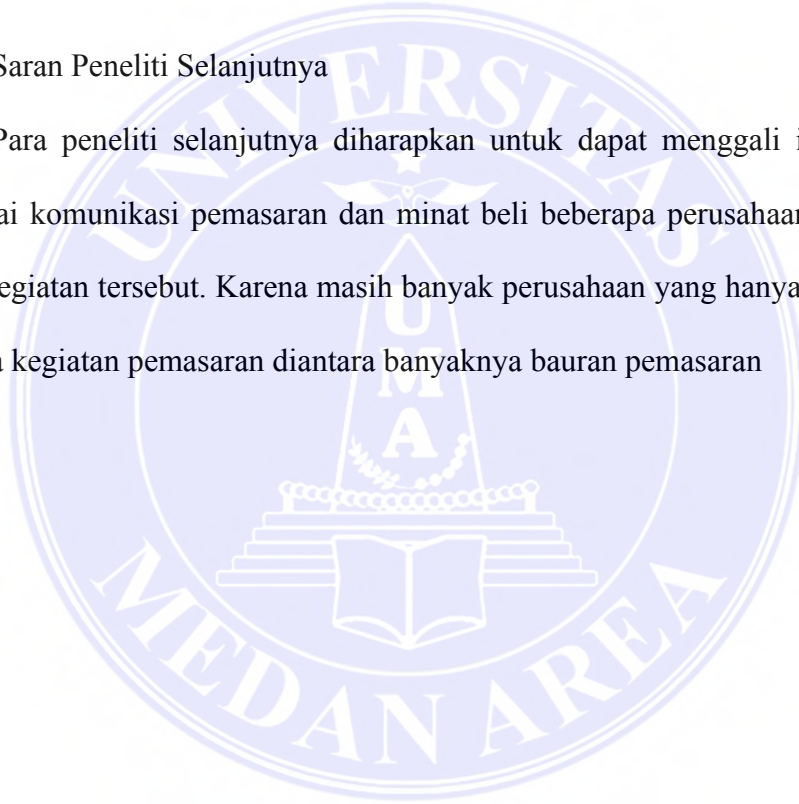 Saran Peneliti Selanjutnya
Para peneliti selanjutnya diharapkan untuk dapat menggali
ai komunikasi pemasaran dan minat beli beberapa perusahaan
egiatan tersebut. Karena masih banyak perusahaan yang hanya
kegiatan pemasaran diantara banyaknya bauran pemasaran
UNIVERSITAS
UMA
MEDAN AREA